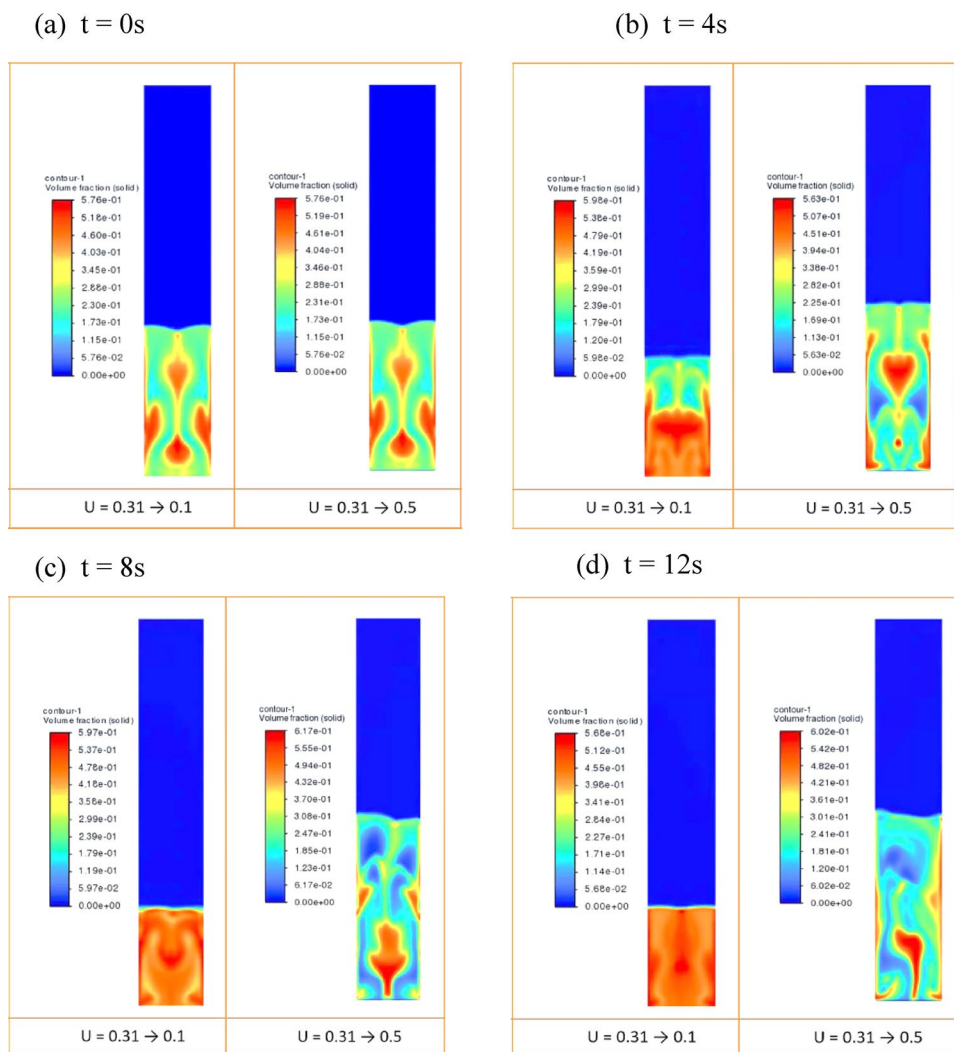 (a) t = 0s
contour-1
Volume fraction (solid)
5.76e-01
5.18e-01
4.60e-01
4.03e-01
3.45e-01
2.88e-01
2.30e-01
1.73e-01
1.15e-01
5.76e-02
0.00e+00
U = 0.31 → 0.1
contour-1
Volume fraction (solid)
5.76e-01
5.19e-01
4.61e-01
4.04e-01
3.46e-01
2.88e-01
2.31e-01
1.73e-01
1.15e-01
5.76e-02
0.00e+00
U = 0.31 → 0.5
(b) t = 4s
contour-1
Volume fraction (solid)
5.98e-01
5.38e-01
4.79e-01
4.19e-01
3.59e-01
2.99e-01
2.39e-01
1.79e-01
1.20e-01
5.98e-02
0.00e+00
U = 0.31 → 0.1
contour-1
Volume fraction (solid)
5.63e-01
5.07e-01
4.51e-01
3.94e-01
3.38e-01
2.82e-01
2.25e-01
1.69e-01
1.13e-01
5.63e-02
0.00e+00
U = 0.31 → 0.5
(c) t = 8s
contour-1
Volume fraction (solid)
5.97e-01
5.37e-01
4.78e-01
4.18e-01
3.58e-01
2.99e-01
2.39e-01
1.79e-01
1.19e-01
5.97e-02
0.00e+00
U = 0.31 → 0.1
contour-1
Volume fraction (solid)
6.17e-01
5.55e-01
4.94e-01
4.32e-01
3.70e-01
3.08e-01
2.47e-01
1.85e-01
1.23e-01
6.17e-02
0.00e+00
U = 0.31 → 0.5
(d) t = 12s
contour-1
Volume fraction (solid)
5.68e-01
5.12e-01
4.55e-01
3.98e-01
3.41e-01
2.84e-01
2.27e-01
1.71e-01
1.14e-01
5.68e-02
0.00e+00
U = 0.31 → 0.1
contour-1
Volume fraction (solid)
6.02e-01
5.42e-01
4.82e-01
4.21e-01
3.61e-01
3.01e-01
2.41e-01
1.81e-01
1.20e-01
6.02e-02
0.00e+00
U = 0.31 → 0.5